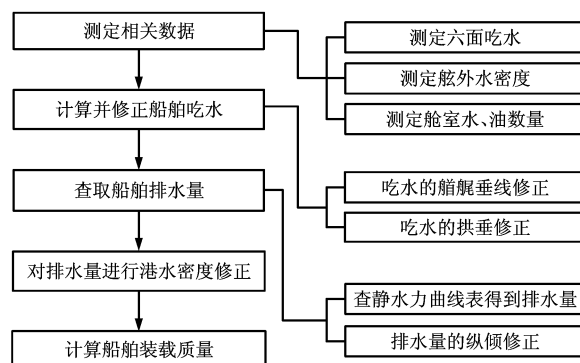 测定相关数据
计算并修正船舶吃水
查取船舶排水量
对排水量进行港水密度修正
计算船舶装载质量
测定六面吃水
测定舷外水密度
测定舱室水、油数量
吃水的艏艉垂线修正
吃水的拱垂修正
查静水力曲线表得到排水量
排水量的纵倾修正